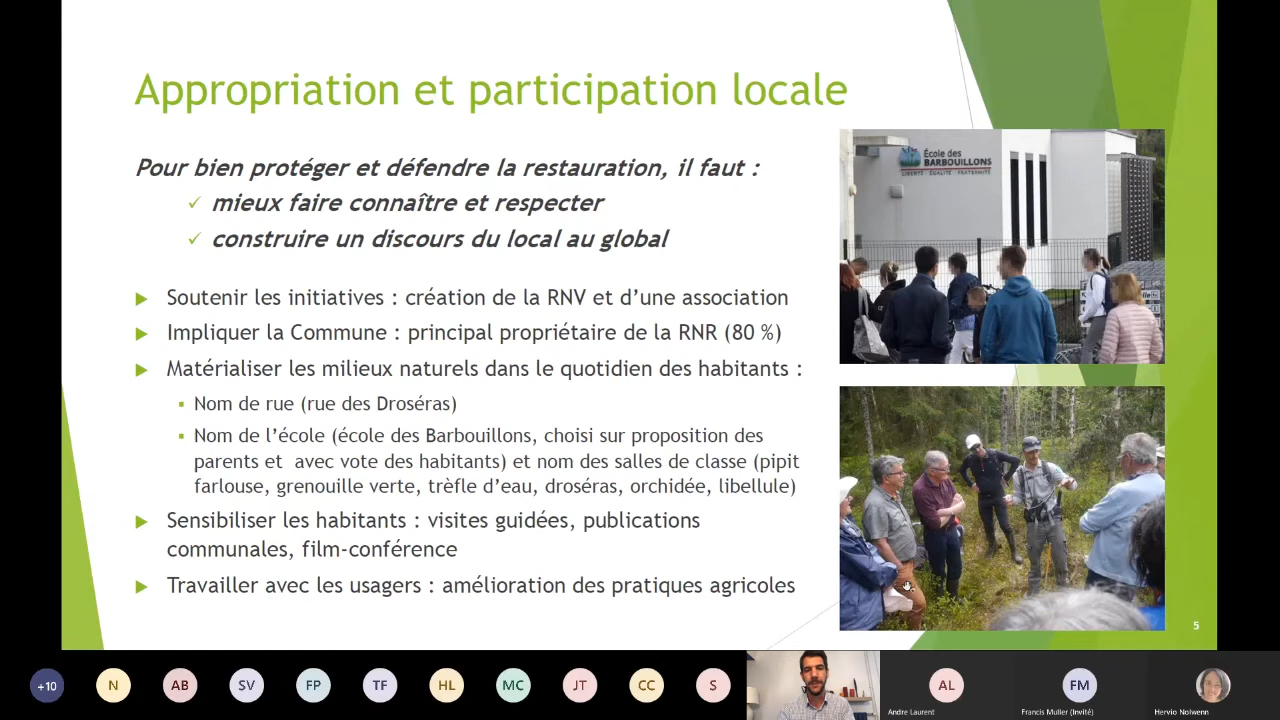 Appropriation et participation locale
Pour bien protéger et défendre la restauration, il faut :
✓ mieux faire connaître et respecter
✓ construire un discours du local au global
Soutenir les initiatives : création de la RNV et d’une association
Impliquer la Commune : principal propriétaire de la RNR (80 %)
Matérialiser les milieux naturels dans le quotidien des habitants :
Nom de rue (rue des Droséras)
Nom de l’école (école des Barbouillons, choisi sur proposition des
parents et avec vote des habitants) et nom des salles de classe (pipit
farlouse, grenouille verte, trèfle d’eau, droséras, orchidée, libellule)
Sensibiliser les habitants : visites guidées, publications
communales, film-conférence
Travailler avec les usagers : amélioration des pratiques agricoles
École des
BARBOUILLONS
LIBERTÉ ÉGALITÉ FRATERNITÉ
5
+10
N
AB
SV
FP
TF
HL
MC
JT
CC
S
AL
Andre Laurent
FM
Francis Muller (Invité)
Hervio Nolwenn